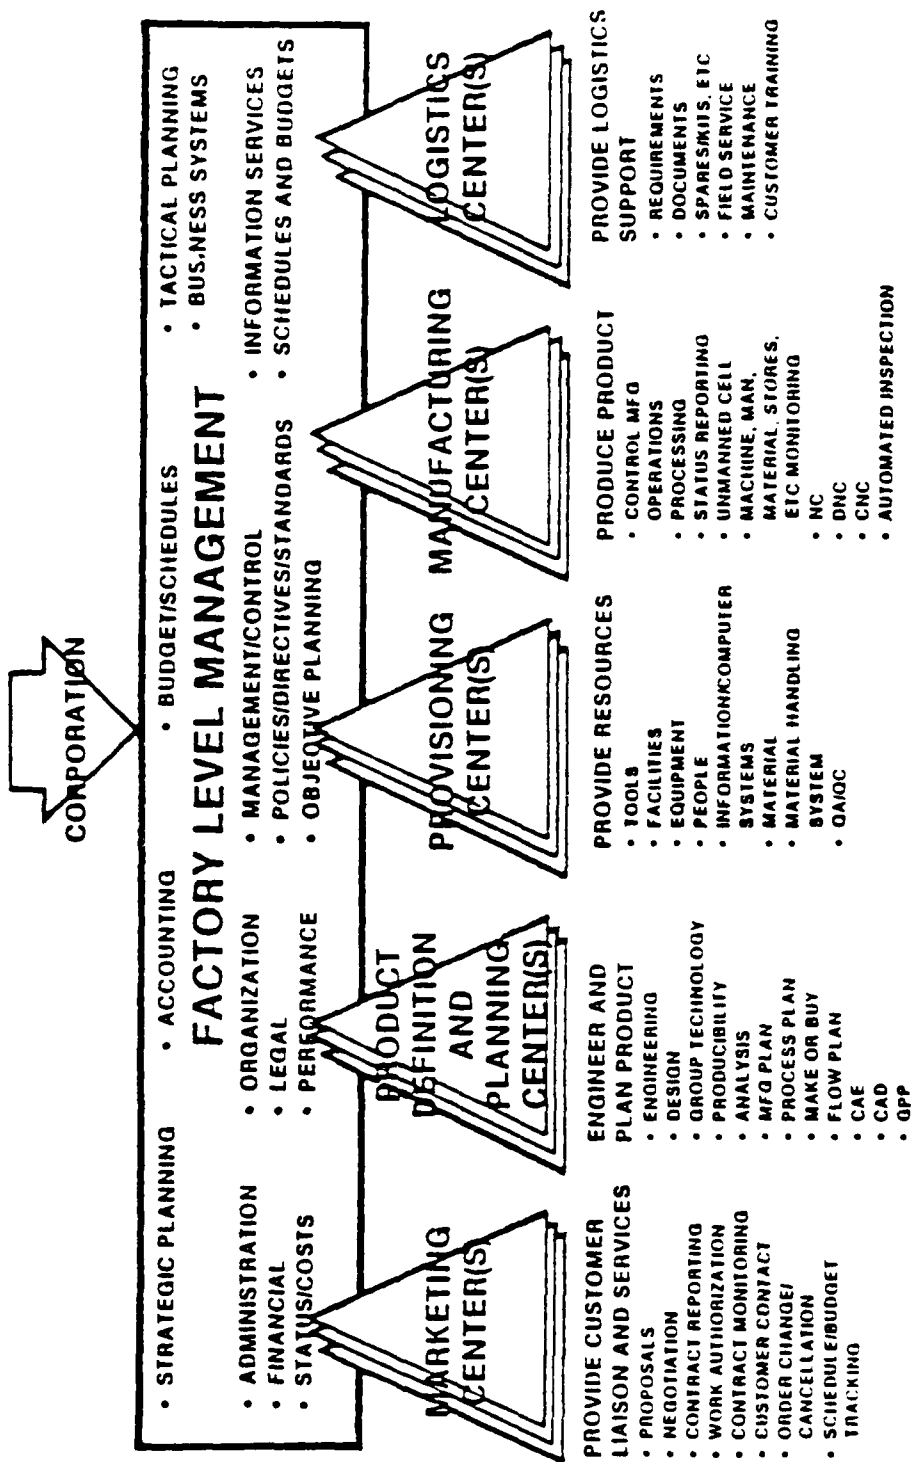 CORPORATION
• STRATEGIC PLANNING
• ACCOUNTING
• BUDGET/SCHEDULES
• TACTICAL PLANNING
• BUSINESS SYSTEMS
FACTORY LEVEL MANAGEMENT
• ADMINISTRATION
• FINANCIAL
• STATUS/COSTS
• ORGANIZATION
• LEGAL
• PERFORMANCE
• MANAGEMENT/CONTROL
• POLICIES/DIRECTIVES/STANDARDS
• OBJECTIVE PLANNING
• INFORMATION SERVICES
• SCHEDULES AND BUDGETS
MARKETING
CENTER(S)
PROVIDE CUSTOMER
LIAISON AND SERVICES
• PROPOSALS
• NEGOTIATION
• CONTRACT REPORTING
• WORK AUTHORIZATION
• CONTRACT MONITORING
• CUSTOMER CONTACT
• ORDER CHANGE/
CANCELLATION
• SCHEDULE/BUDGET
TRACKING
PRODUCT
DEFINITION
AND
PLANNING
CENTER(S)
ENGINEER AND
PLAN PRODUCT
• ENGINEERING
• DESIGN
• GROUP TECHNOLOGY
• PRODUCIBILITY
• ANALYSIS
• MFG PLAN
• PROCESS PLAN
• MAKE OR BUY
• FLOW PLAN
• CAE
• CAD
• GPP
PROVISIONING
CENTER(S)
PROVIDE RESOURCES
• TOOLS
• FACILITIES
• EQUIPMENT
• PEOPLE
• INFORMATION/COMPUTER
SYSTEMS
• MATERIAL
• MATERIAL HANDLING
SYSTEM
• QA/QC
MANUFACTURING
CENTER(S)
PRODUCE PRODUCT
• CONTROL MFG
OPERATIONS
• PROCESSING
• STATUS REPORTING
• UNMANNED CELL
• MACHINE, MAN,
MATERIAL, STORES,
ETC MONITORING
• NC
• DNC
• CNC
• AUTOMATED INSPECTION
LOGISTICS
CENTER(S)
PROVIDE LOGISTICS
SUPPORT
• REQUIREMENTS
• DOCUMENTS
• SPARES/KITS, ETC
• FIELD SERVICE
• MAINTENANCE
• CUSTOMER TRAINING